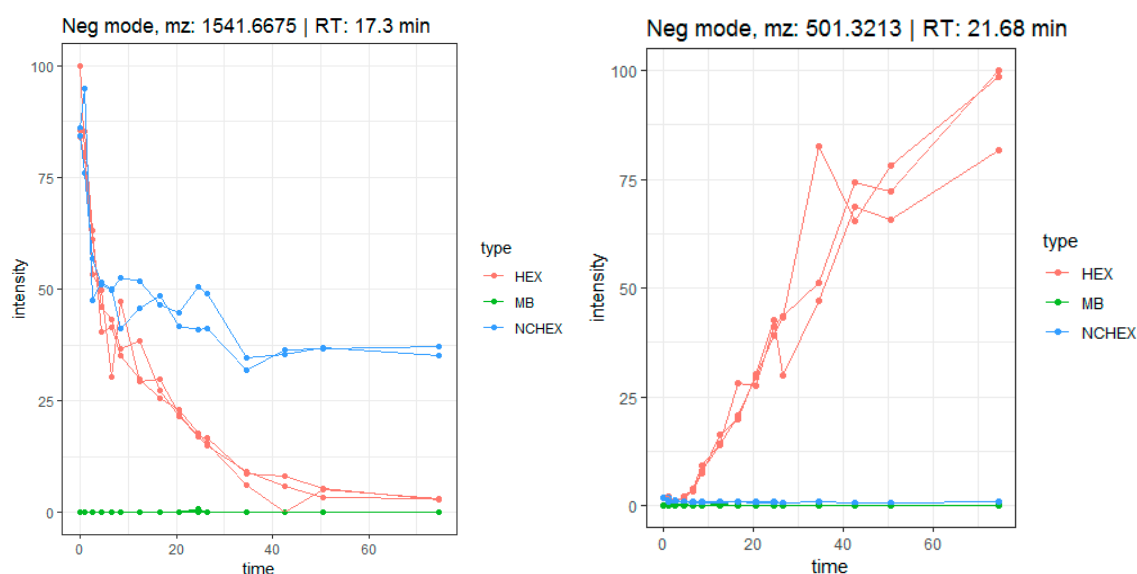 Neg mode, mz: 1541.6675 | RT: 17.3 min
100
75
50
25
0
intensity
0
20
40
60
time
type
HEX
MB
NCHEX
Neg mode, mz: 501.3213 | RT: 21.68 min
100
75
50
25
0
intensity
0
20
40
60
time
type
HEX
MB
NCHEX